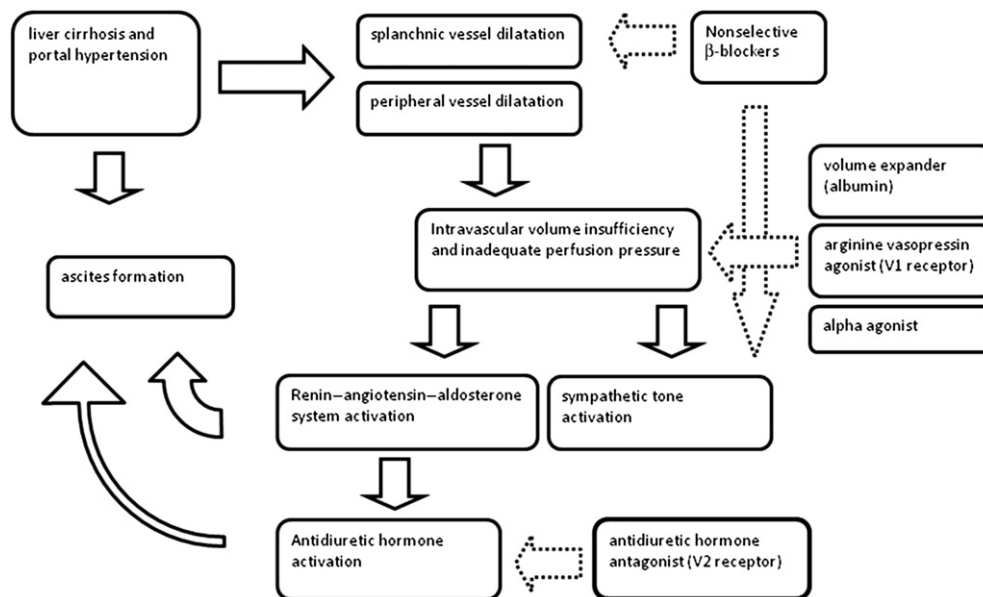 liver cirrhosis and
portal hypertension
splanchnic vessel dilatation
Nonselective
β-blockers
peripheral vessel dilatation
volume expander
(albumin)
Intravascular volume insufficiency
and inadequate perfusion pressure
arginine vasopressin
agonist (V1 receptor)
ascites formation
alpha agonist
Renin–angiotensin–aldosterone
system activation
sympathetic tone
activation
Antidiuretic hormone
activation
antidiuretic hormone
antagonist (V2 receptor)